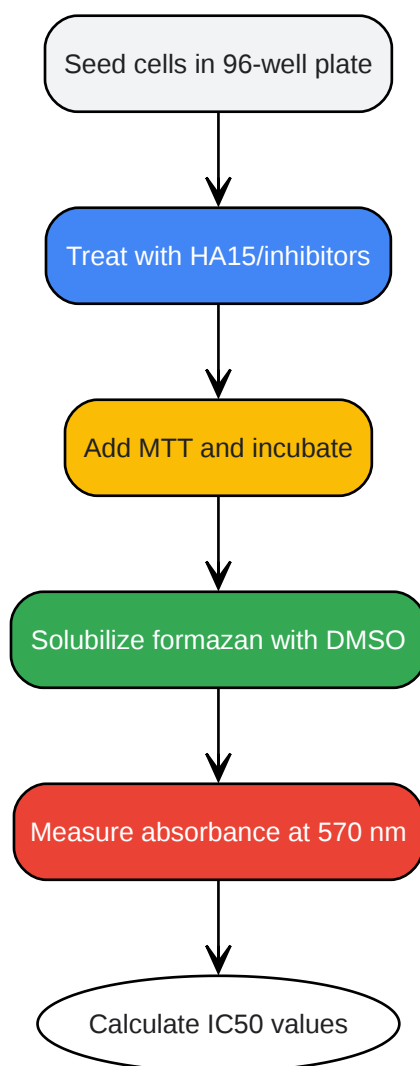 Seed cells in 96-well plate
Treat with HA15/inhibitors
Add MTT and incubate
Solubilize formazan with DMSO
Measure absorbance at 570 nm
Calculate IC50 values